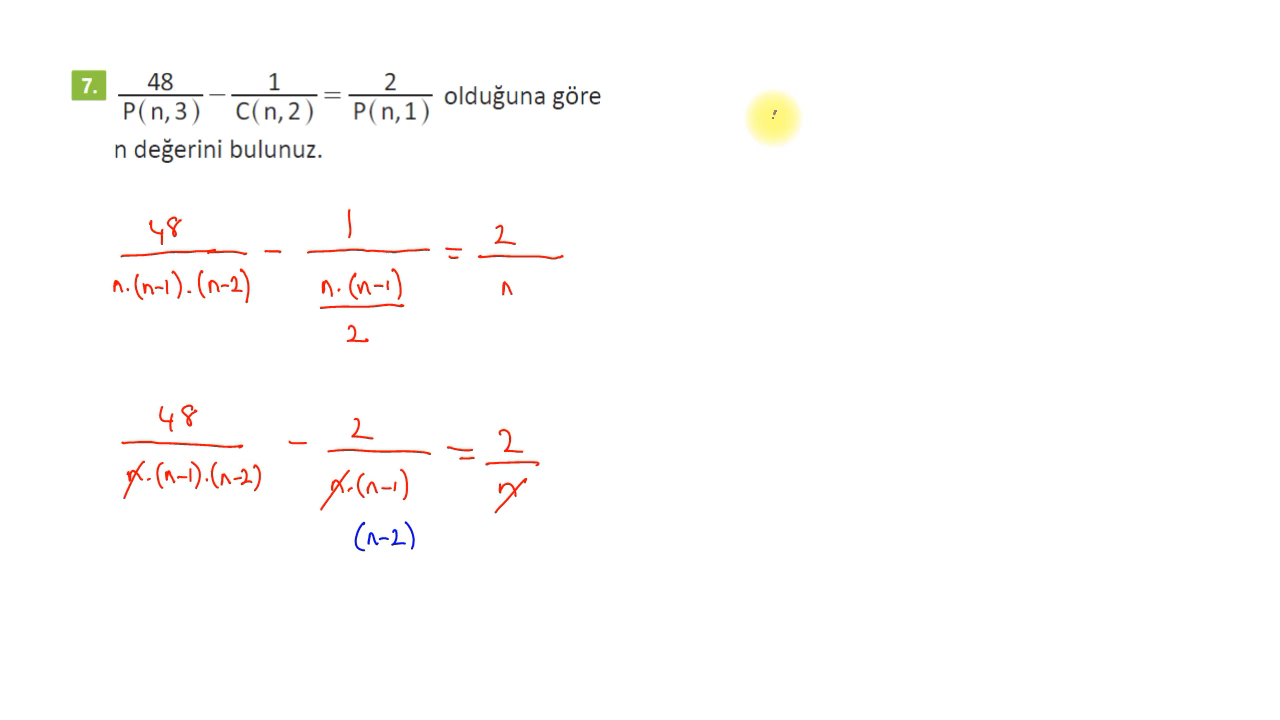 7. 48/P(n,3) − 1/C(n,2) = 2/P(n,1) olduğuna göre
n değerini bulunuz.
48/(n.(n-1).(n-2)) - 1/((n.(n-1))/2) = 2/n
48/(n.(n-1).(n-2)) - 2/(n.(n-1)) = 2/n
(n-2)